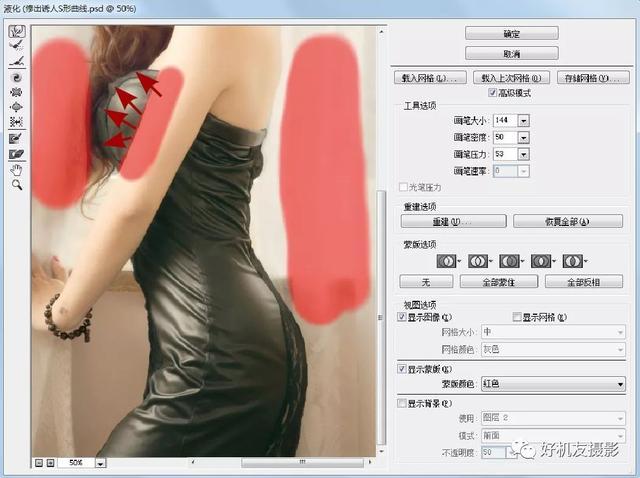 液化 (修出诱人S形曲线.psd @ 50%)
确定
取消
载入网格(L)...
载入上次网格(O)
存储网格(V)...
高级模式
工具选项
画笔大小: 144
画笔密度: 50
画笔压力: 53
画笔速率: 0
光笔压力
重建选项
重建(U)...
恢复全部(A)
蒙版选项
无
全部蒙住
全部反相
视图选项
显示图像(K)
显示网格(E)
网格大小: 中
网格颜色: 灰色
显示蒙版(K)
蒙版颜色: 红色
显示背景(P)
使用: 图层 2
模式: 前面
不透明度: 50
50%
好机友摄影